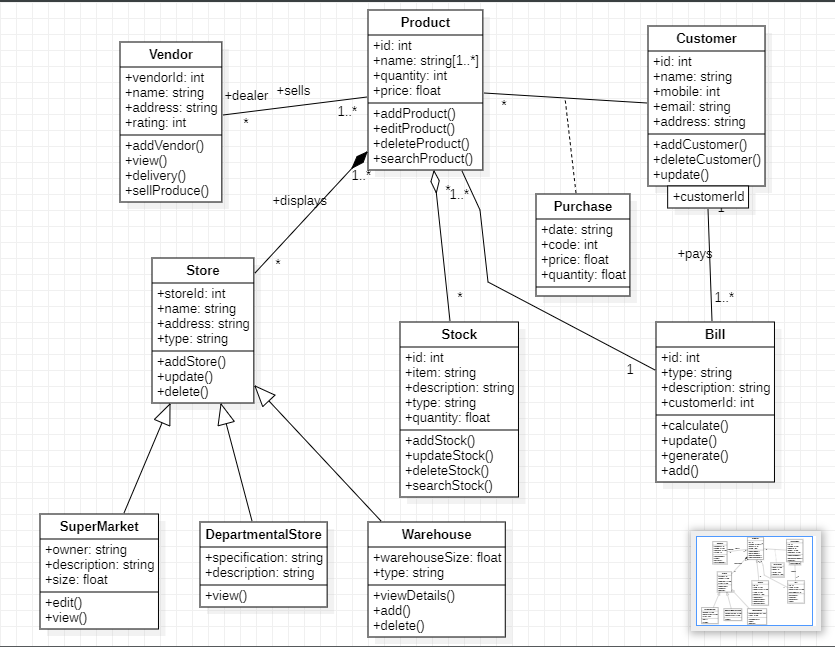 Product
+id: int
+name: string[1..*]
+quantity: int
+price: float
+addProduct()
+editProduct()
+deleteProduct()
+searchProduct()
Vendor
+vendorId: int
+name: string
+address: string
+rating: int
+addVendor()
+view()
+delivery()
+sellProduce()
Customer
+id: int
+name: string
+mobile: int
+email: string
+address: string
+addCustomer()
+deleteCustomer()
+update()
+customerId
+dealer
+sells
*
1..*
*
1..*
+displays
*
*
1..*
*
Purchase
+date: string
+code: int
+price: float
+quantity: float
1
+pays
1..*
1
Store
+storeId: int
+name: string
+address: string
+type: string
+addStore()
+update()
+delete()
Stock
+id: int
+item: string
+description: string
+type: string
+quantity: float
+addStock()
+updateStock()
+deleteStock()
+searchStock()
Bill
+id: int
+type: string
+description: string
+customerId: int
+calculate()
+update()
+generate()
+add()
SuperMarket
+owner: string
+description: string
+size: float
+edit()
+view()
DepartmentalStore
+specification: string
+description: string
+view()
Warehouse
+warehouseSize: float
+type: string
+viewDetails()
+add()
+delete()